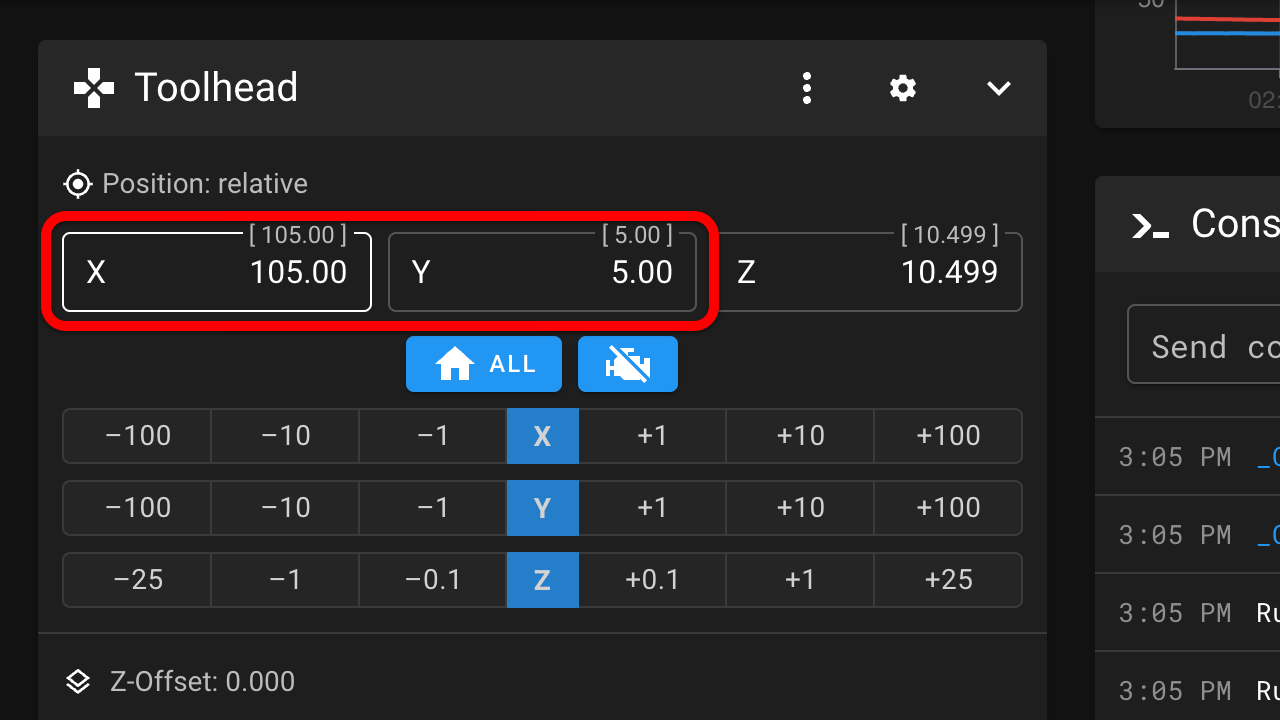 Toolhead
Position: relative
[ 105.00 ] [ 5.00 ] [ 10.499 ]
X 105.00 Y 5.00 Z 10.499
ALL
−100 −10 −1 X +1 +10 +100
−100 −10 −1 Y +1 +10 +100
−25 −1 −0.1 Z +0.1 +1 +25
Z-Offset: 0.000
02:
Cons
Send co
3:05 PM
3:05 PM
3:05 PM Ru
3:05 PM Ru